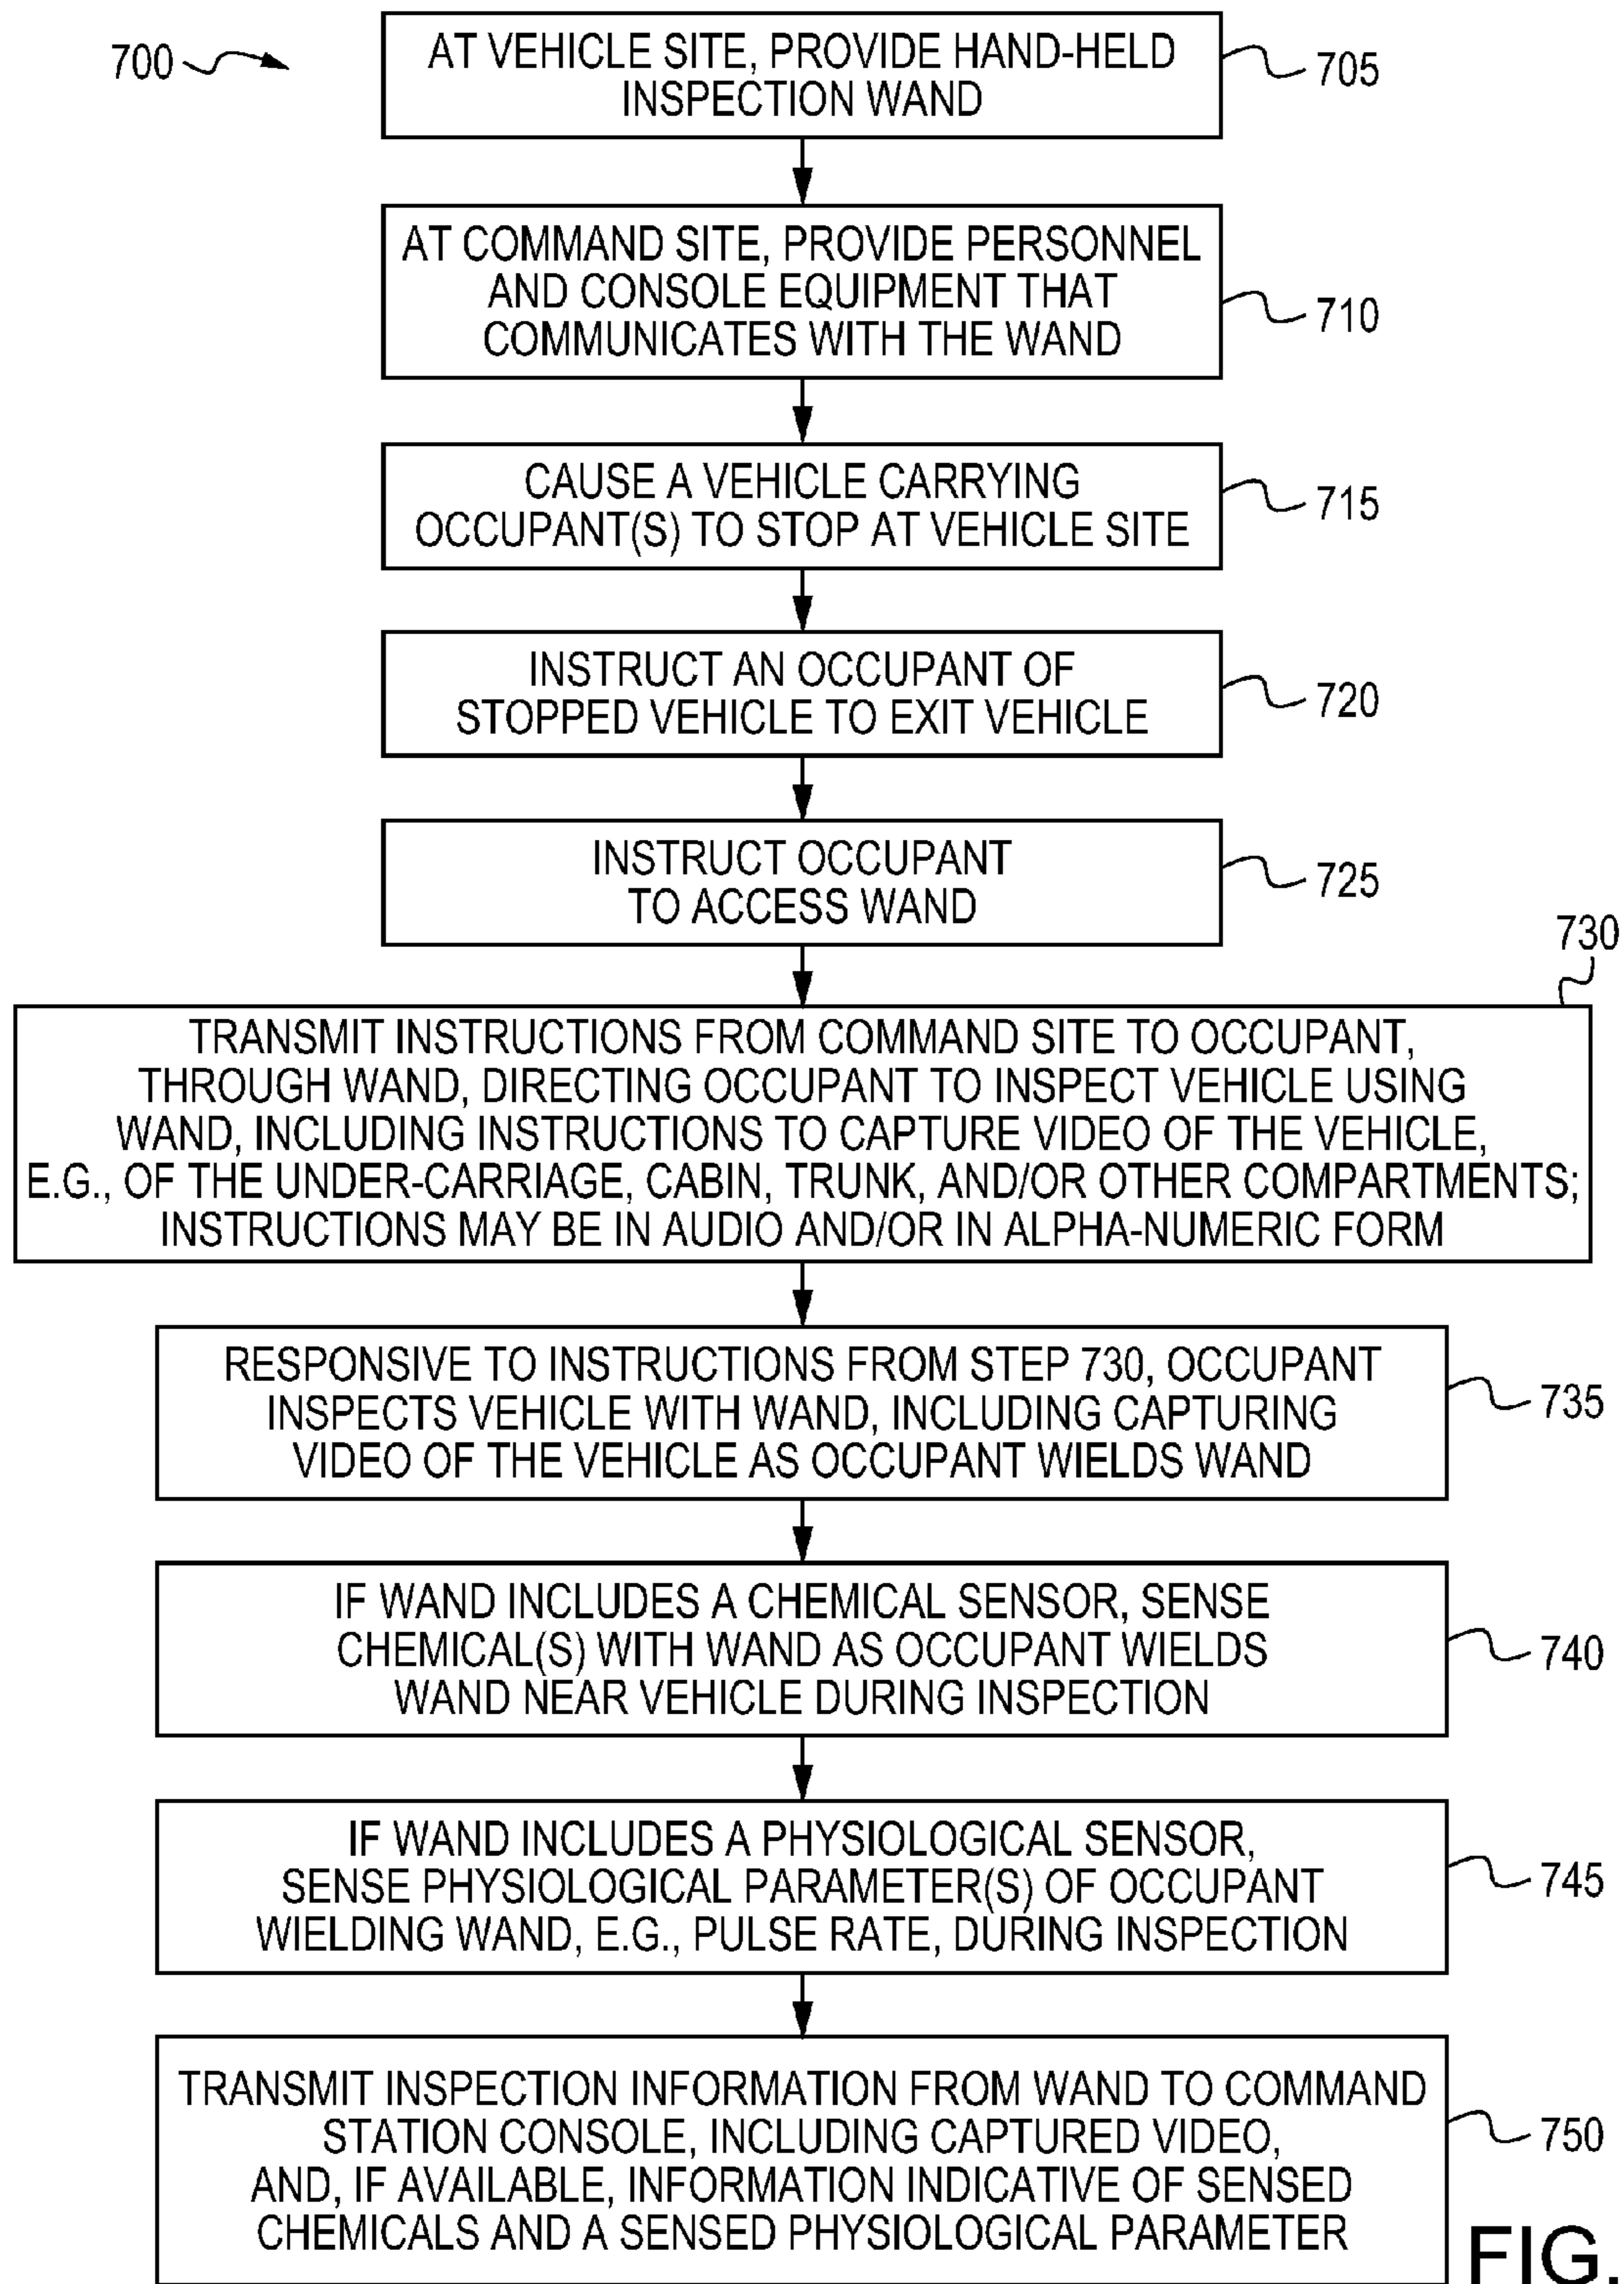 700
AT VEHICLE SITE, PROVIDE HAND-HELD
INSPECTION WAND
705
AT COMMAND SITE, PROVIDE PERSONNEL
AND CONSOLE EQUIPMENT THAT
COMMUNICATES WITH THE WAND
710
CAUSE A VEHICLE CARRYING
OCCUPANT(S) TO STOP AT VEHICLE SITE
715
INSTRUCT AN OCCUPANT OF
STOPPED VEHICLE TO EXIT VEHICLE
720
INSTRUCT OCCUPANT
TO ACCESS WAND
725
730
TRANSMIT INSTRUCTIONS FROM COMMAND SITE TO OCCUPANT,
THROUGH WAND, DIRECTING OCCUPANT TO INSPECT VEHICLE USING
WAND, INCLUDING INSTRUCTIONS TO CAPTURE VIDEO OF THE VEHICLE,
E.G., OF THE UNDER-CARRIAGE, CABIN, TRUNK, AND/OR OTHER COMPARTMENTS;
INSTRUCTIONS MAY BE IN AUDIO AND/OR IN ALPHA-NUMERIC FORM
RESPONSIVE TO INSTRUCTIONS FROM STEP 730, OCCUPANT
INSPECTS VEHICLE WITH WAND, INCLUDING CAPTURING
VIDEO OF THE VEHICLE AS OCCUPANT WIELDS WAND
735
IF WAND INCLUDES A CHEMICAL SENSOR, SENSE
CHEMICAL(S) WITH WAND AS OCCUPANT WIELDS
WAND NEAR VEHICLE DURING INSPECTION
740
IF WAND INCLUDES A PHYSIOLOGICAL SENSOR,
SENSE PHYSIOLOGICAL PARAMETER(S) OF OCCUPANT
WIELDING WAND, E.G., PULSE RATE, DURING INSPECTION
745
TRANSMIT INSPECTION INFORMATION FROM WAND TO COMMAND
STATION CONSOLE, INCLUDING CAPTURED VIDEO,
AND, IF AVAILABLE, INFORMATION INDICATIVE OF SENSED
CHEMICALS AND A SENSED PHYSIOLOGICAL PARAMETER
750
FIG.